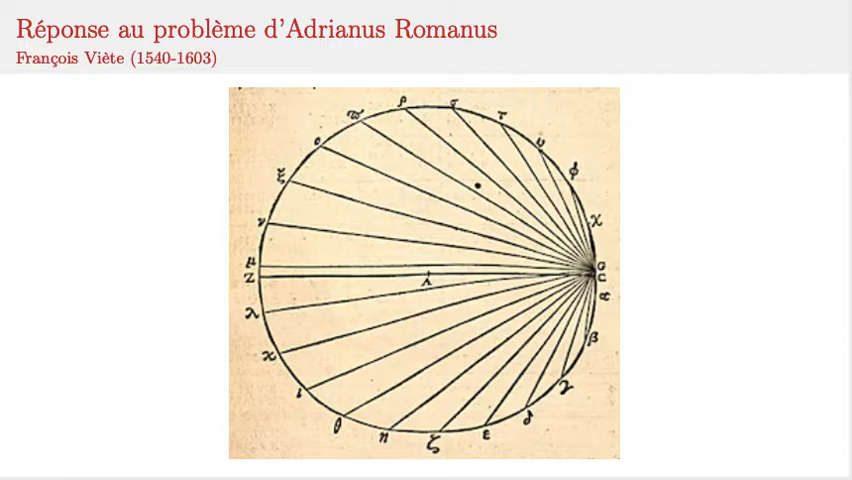 Réponse au problème d'Adrianus Romanus
François Viète (1540-1603)
ρ
σ
ϖ
τ
ο
υ
ξ
φ
ν
χ
μ
G
Z
A
C
α
λ
β
κ
γ
ι
δ
θ
η
ε
ζ